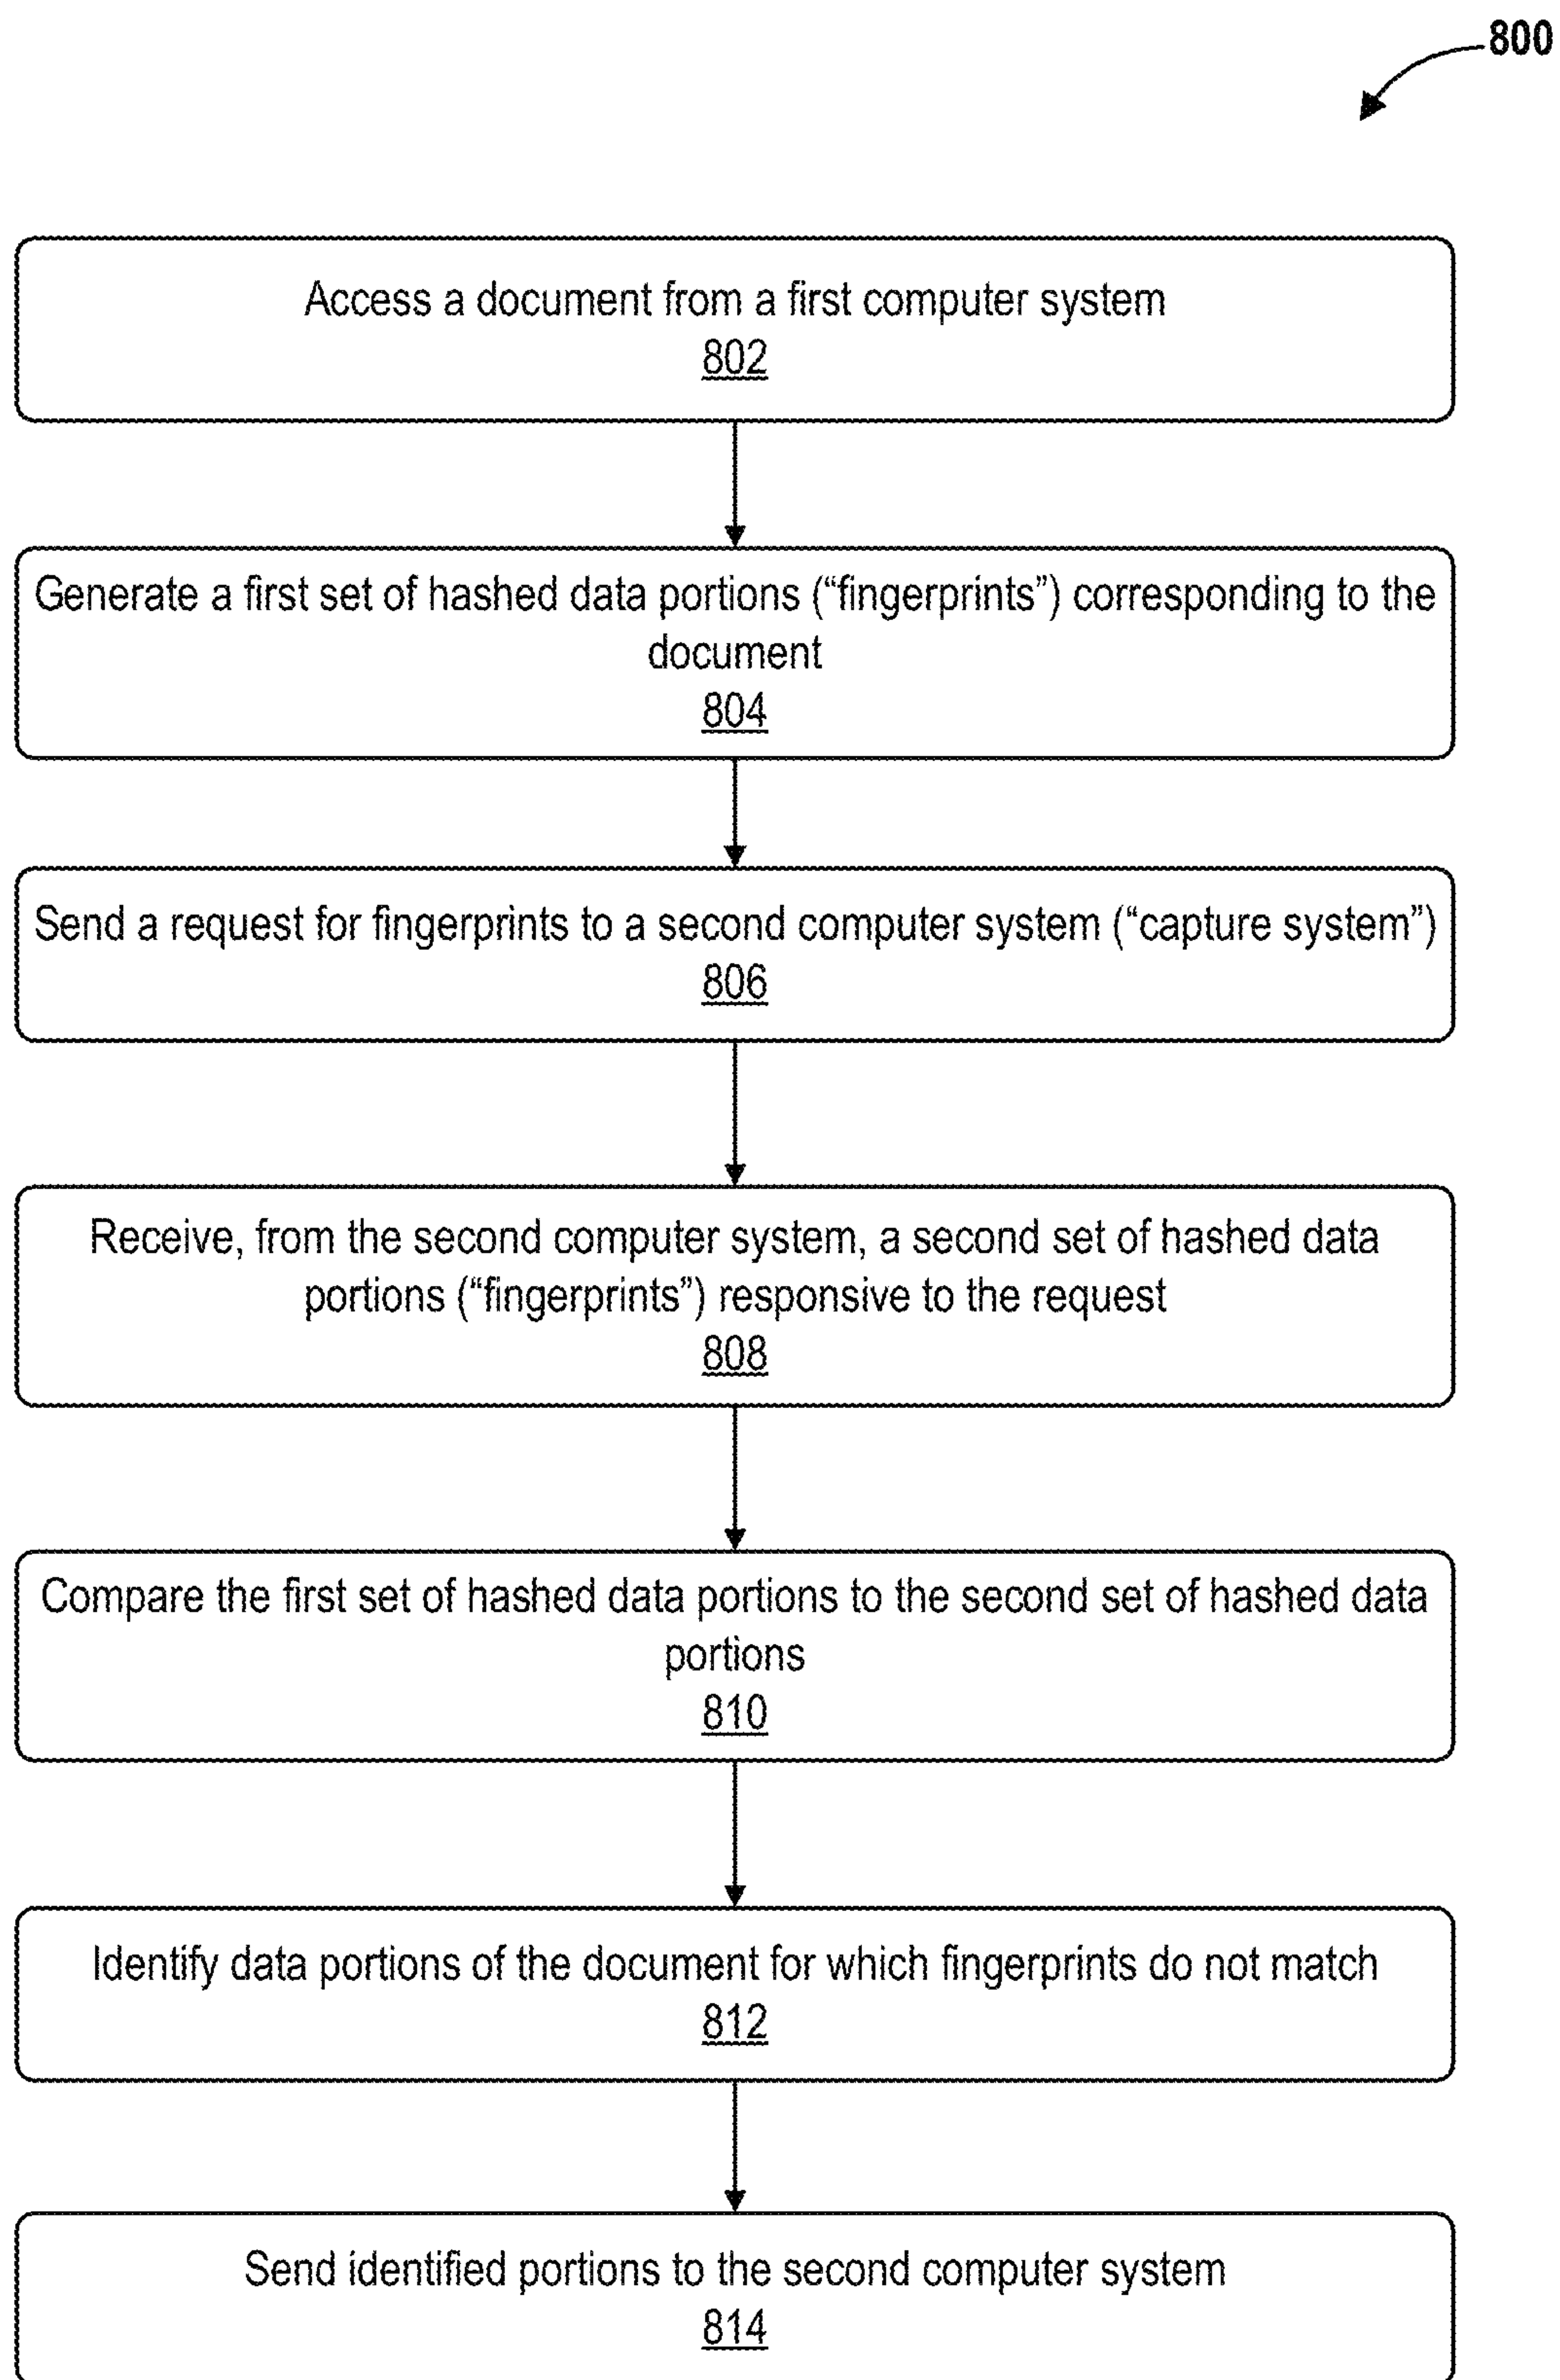 800
Access a document from a first computer system
802
Generate a first set of hashed data portions (“fingerprints”) corresponding to the
document
804
Send a request for fingerprints to a second computer system (“capture system”)
806
Receive, from the second computer system, a second set of hashed data
portions (“fingerprints”) responsive to the request
808
Compare the first set of hashed data portions to the second set of hashed data
portions
810
Identify data portions of the document for which fingerprints do not match
812
Send identified portions to the second computer system
814